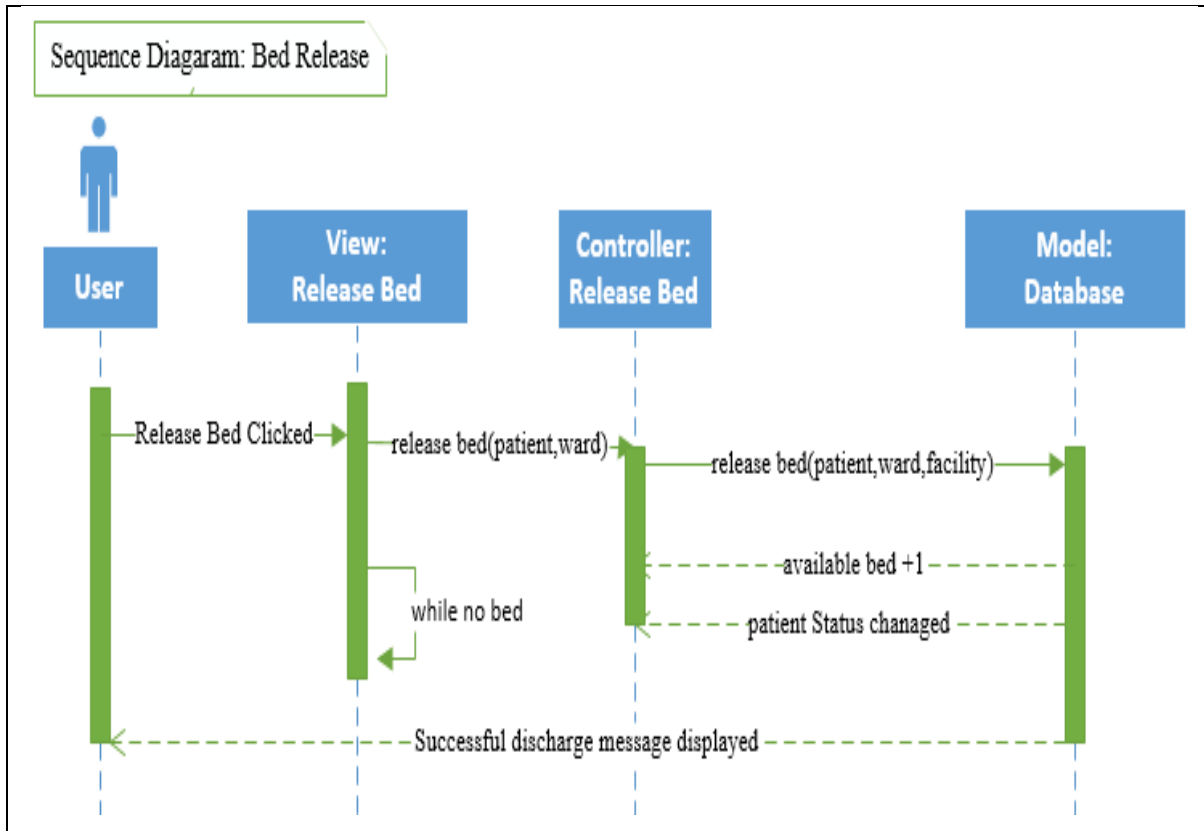 Sequence Diagaram: Bed Release
User
View:
Release Bed
Controller:
Release Bed
Model:
Database
Release Bed Clicked
release bed(patient,ward)
release bed(patient,ward,facility)
available bed +1
while no bed
patient Status chanaged
Successful discharge message displayed